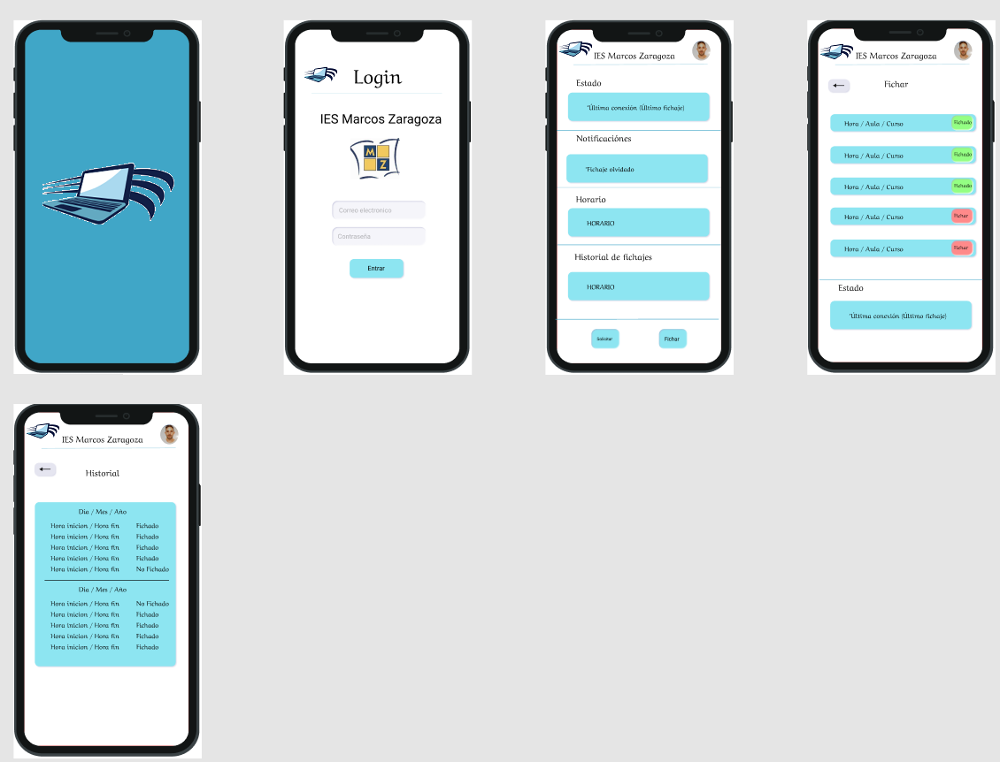 Login
IES Marcos Zaragoza
M
Z
Correo electronico
Contraseña
Entrar
IES Marcos Zaragoza
Estado
'Última conexión (Último fichaje)
Notificaciónes
'Fichaje olvidado
Horario
HORARIO
Historial de fichajes
HORARIO
Solicitar
Fichar
IES Marcos Zaragoza
Fichar
Hora / Aula / Curso Fichado
Hora / Aula / Curso Fichado
Hora / Aula / Curso Fichado
Hora / Aula / Curso Fichar
Hora / Aula / Curso Fichar
Estado
'Última conexión (Último fichaje)
IES Marcos Zaragoza
Historial
Dia / Mes / Año
Hora inicion / Hora fin Fichado
Hora inicion / Hora fin Fichado
Hora inicion / Hora fin Fichado
Hora inicion / Hora fin Fichado
Hora inicion / Hora fin No Fichado
Dia / Mes / Año
Hora inicion / Hora fin No Fichado
Hora inicion / Hora fin Fichado
Hora inicion / Hora fin Fichado
Hora inicion / Hora fin Fichado
Hora inicion / Hora fin Fichado